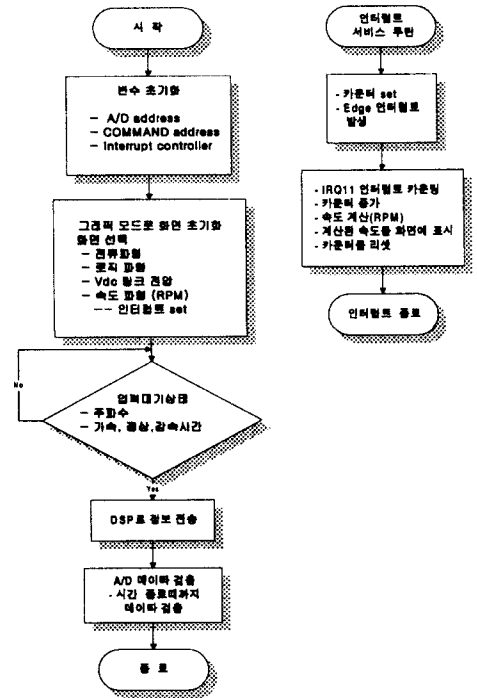 시 작
변수 초기화
- A/D address
- COMMAND address
- Interrupt controller
그래픽 모드로 화면 초기화
화면 선택
- 전류파형
- 로직 파형
- Vdc 링크 전압
- 속도 파형 (RPM)
-- 인터럽트 set
No
입력대기상태
- 주파수
- 가속, 정상,감속시간
Yes
DSP로 정보 전송
A/D 데이타 검출
- 시간 종료때까지
데이타 검출
종 료
인터럽트
서비스 루틴
- 카운터 set
- Edge 인터럽트
발생
- IRQ11 인터럽트 카운팅
- 카운터 증가
- 속도 계산(RPM)
- 계산된 속도를 화면에 표시
- 카운터를 리셋
인터럽트 종료